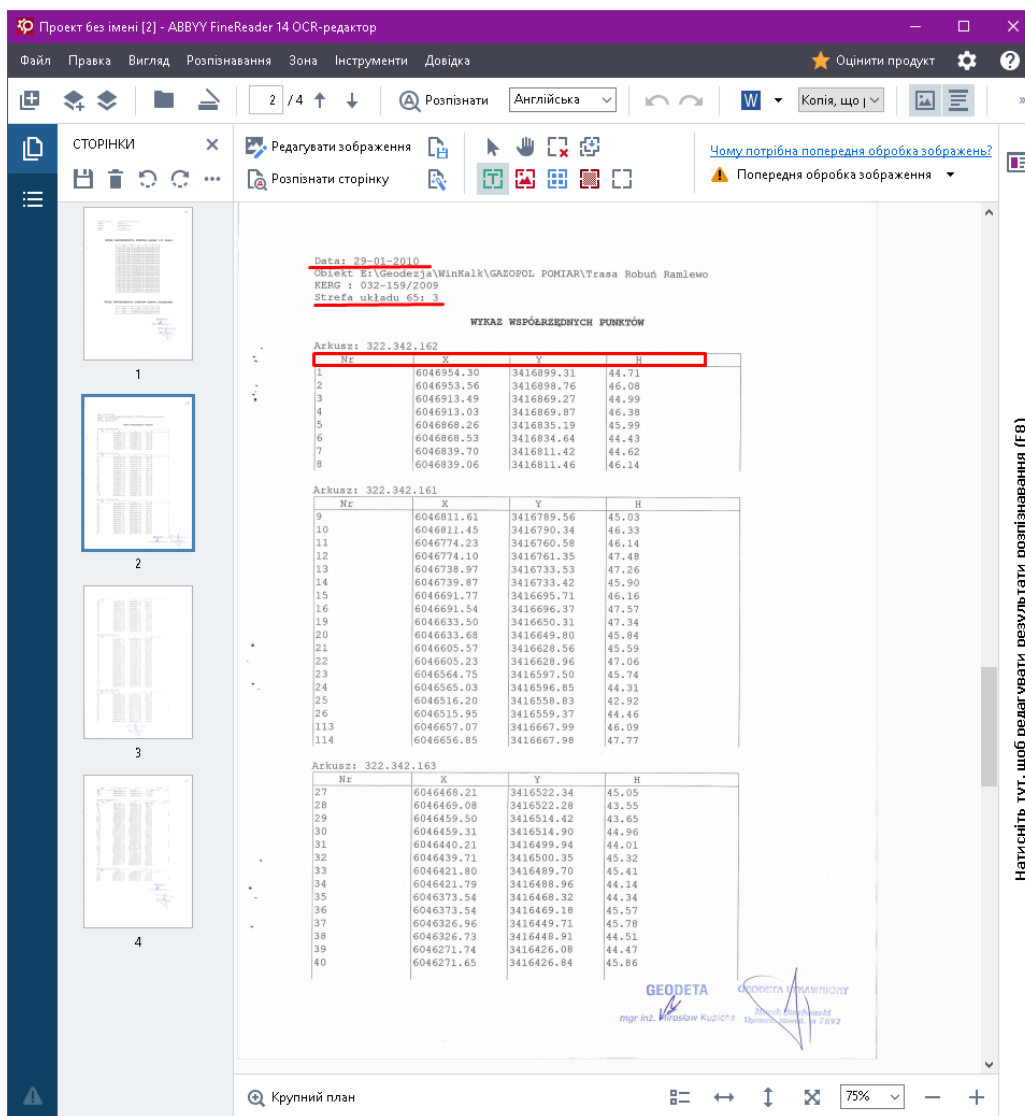 Проект без імені [2] - ABBYY FineReader 14 OCR-редактор
Файл Правка Вигляд Розпізнавання Зона Інструменти Довідка Оцінити продукт
2 / 4 Розпізнати Англійська Копія, що
СТОРІНКИ
Редагувати зображення
Розпізнати сторінку
Чому потрібна попередня обробка зображень?
Попередня обробка зображення
1
2
3
4
Data: 29-01-2010
Obiekt E:\Geodezja\WinKalk\GAZOPOL POMIAR\Trasa Robuń Ramlewo
KERG : 032-159/2009
Strefa układu 65: 3
WYKAZ WSPÓŁRZĘDNYCH PUNKTÓW
Arkusz: 322.342.162
Nr X Y H
1 6046954.30 3416899.31 44.71
2 6046953.56 3416898.76 46.08
3 6046913.49 3416869.27 44.99
4 6046913.03 3416869.87 46.38
5 6046868.26 3416835.19 45.99
6 6046868.53 3416834.64 44.43
7 6046839.70 3416811.42 44.62
8 6046839.06 3416811.46 46.14
Arkusz: 322.342.161
Nr X Y H
9 6046811.61 3416789.56 45.03
10 6046811.45 3416790.34 46.33
11 6046774.23 3416760.58 46.14
12 6046774.10 3416761.35 47.48
13 6046738.97 3416733.53 47.26
14 6046739.87 3416733.42 45.90
15 6046691.77 3416695.71 46.16
16 6046691.54 3416696.37 47.57
19 6046633.50 3416650.31 47.34
20 6046633.68 3416649.80 45.84
21 6046605.57 3416628.56 45.59
22 6046605.23 3416628.96 47.06
23 6046564.75 3416597.50 45.74
24 6046565.03 3416596.85 44.31
25 6046516.20 3416558.83 42.92
26 6046515.95 3416559.37 44.46
113 6046657.07 3416667.99 46.09
114 6046656.85 3416667.98 47.77
Arkusz: 322.342.163
Nr X Y H
27 6046468.21 3416522.34 45.05
28 6046469.08 3416522.28 43.55
29 6046459.50 3416514.42 43.65
30 6046459.31 3416514.90 44.96
31 6046440.21 3416499.94 44.01
32 6046439.71 3416500.35 45.32
33 6046421.80 3416489.70 45.41
34 6046421.79 3416488.96 44.14
35 6046373.54 3416468.32 44.34
36 6046373.54 3416469.18 45.57
37 6046326.96 3416449.71 45.78
38 6046326.73 3416448.91 44.51
39 6046271.74 3416426.08 44.47
40 6046271.65 3416426.84 45.86
GEODETA GEODETA
mgr inż. Mirosław Kupicha
nr 7892
Натисніть тут, щоб редагувати результати розпізнавання (F8)
Крупний план 75%